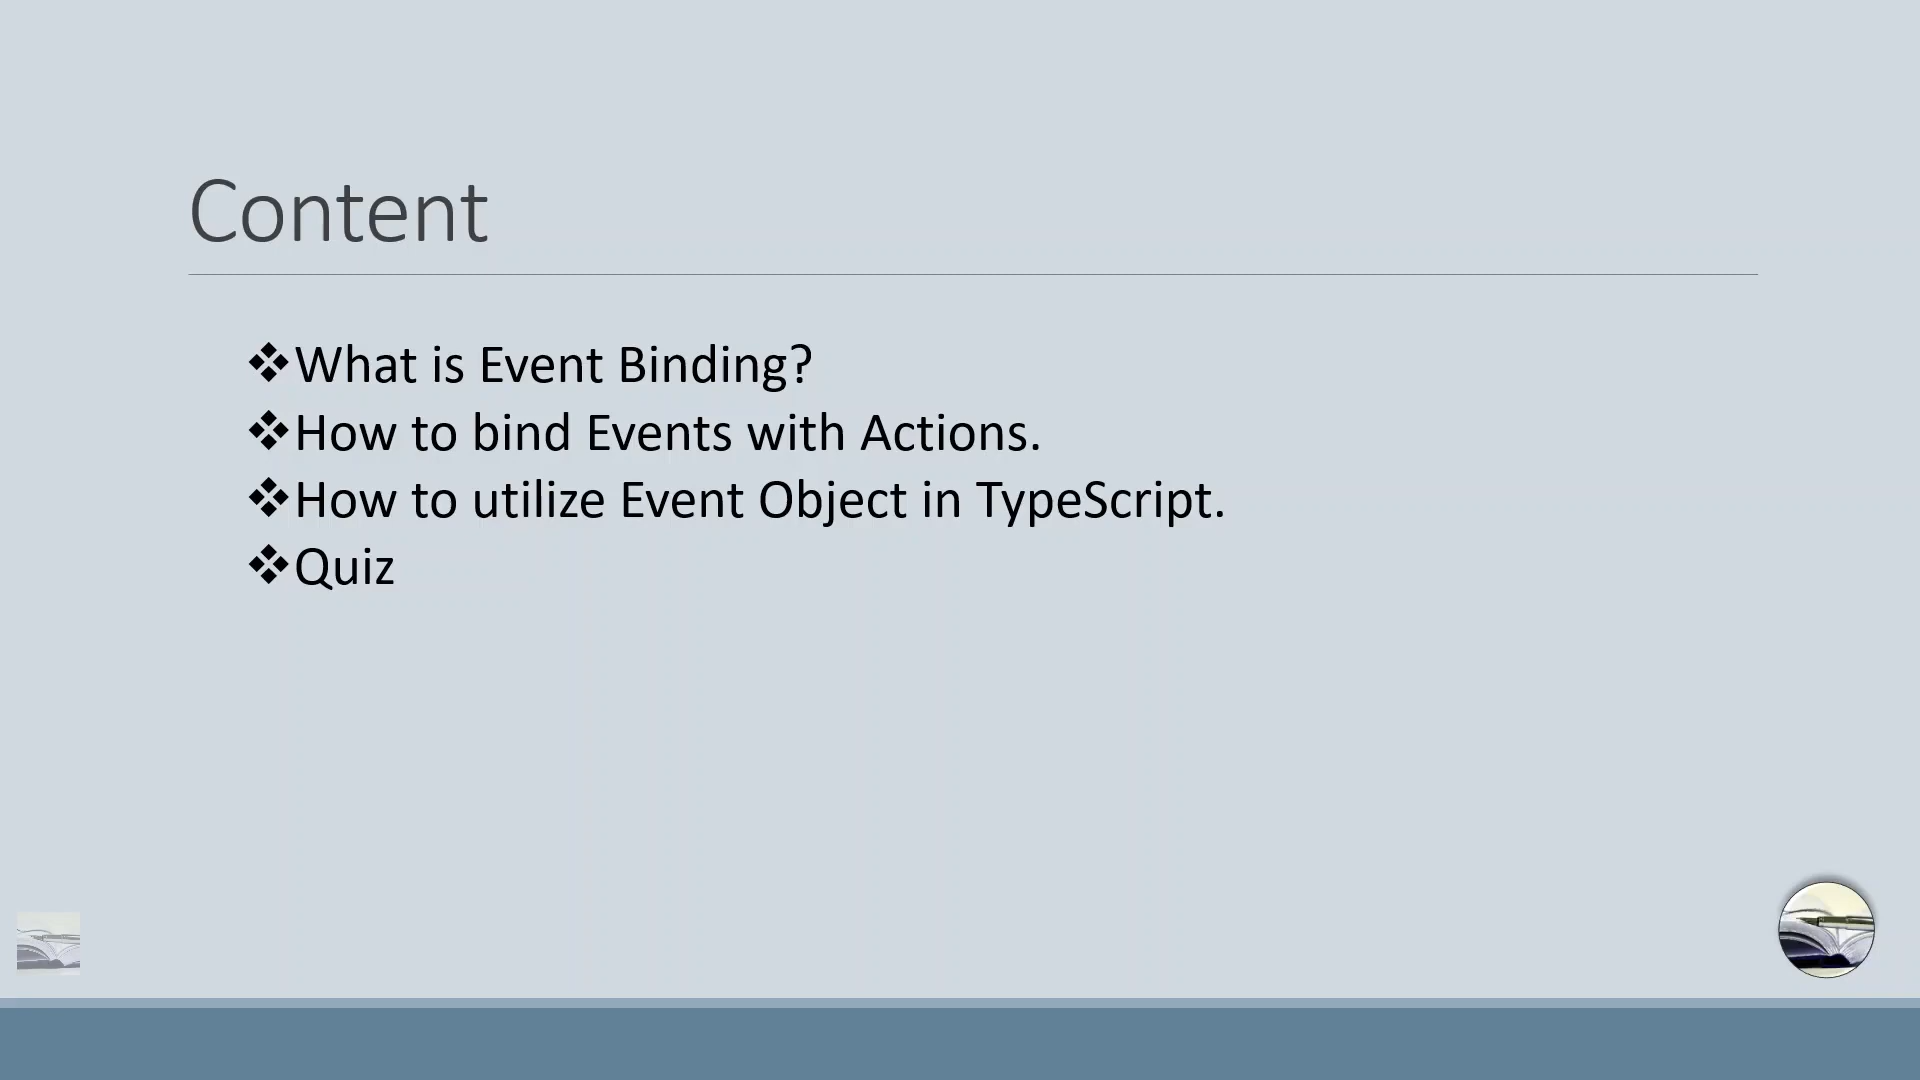 Content
❖What is Event Binding?
❖How to bind Events with Actions.
❖How to utilize Event Object in TypeScript.
❖Quiz